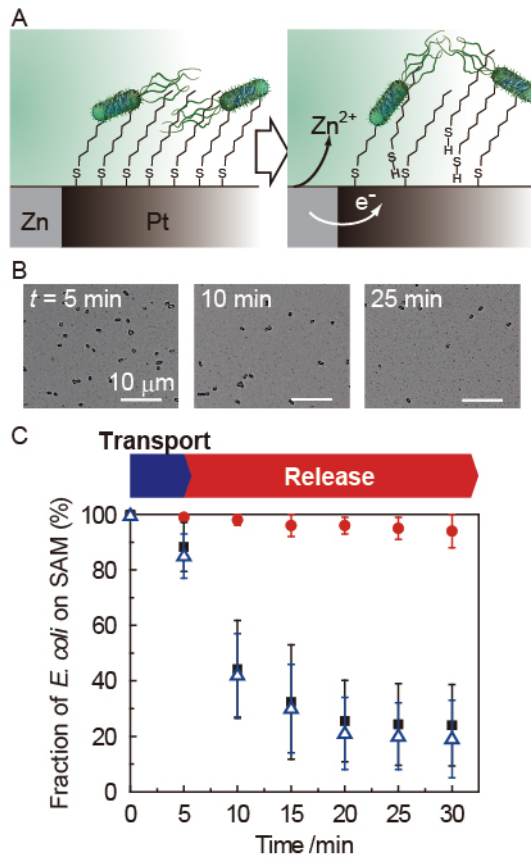 A
S S S S S S S
Zn Pt
Zn²⁺
S S H S S H S
e⁻
B
t = 5 min 10 min 25 min
10 μm
C
Transport
Release
Fraction of E. coli on SAM (%)
100
80
60
40
20
0
0 5 10 15 20 25 30
Time /min